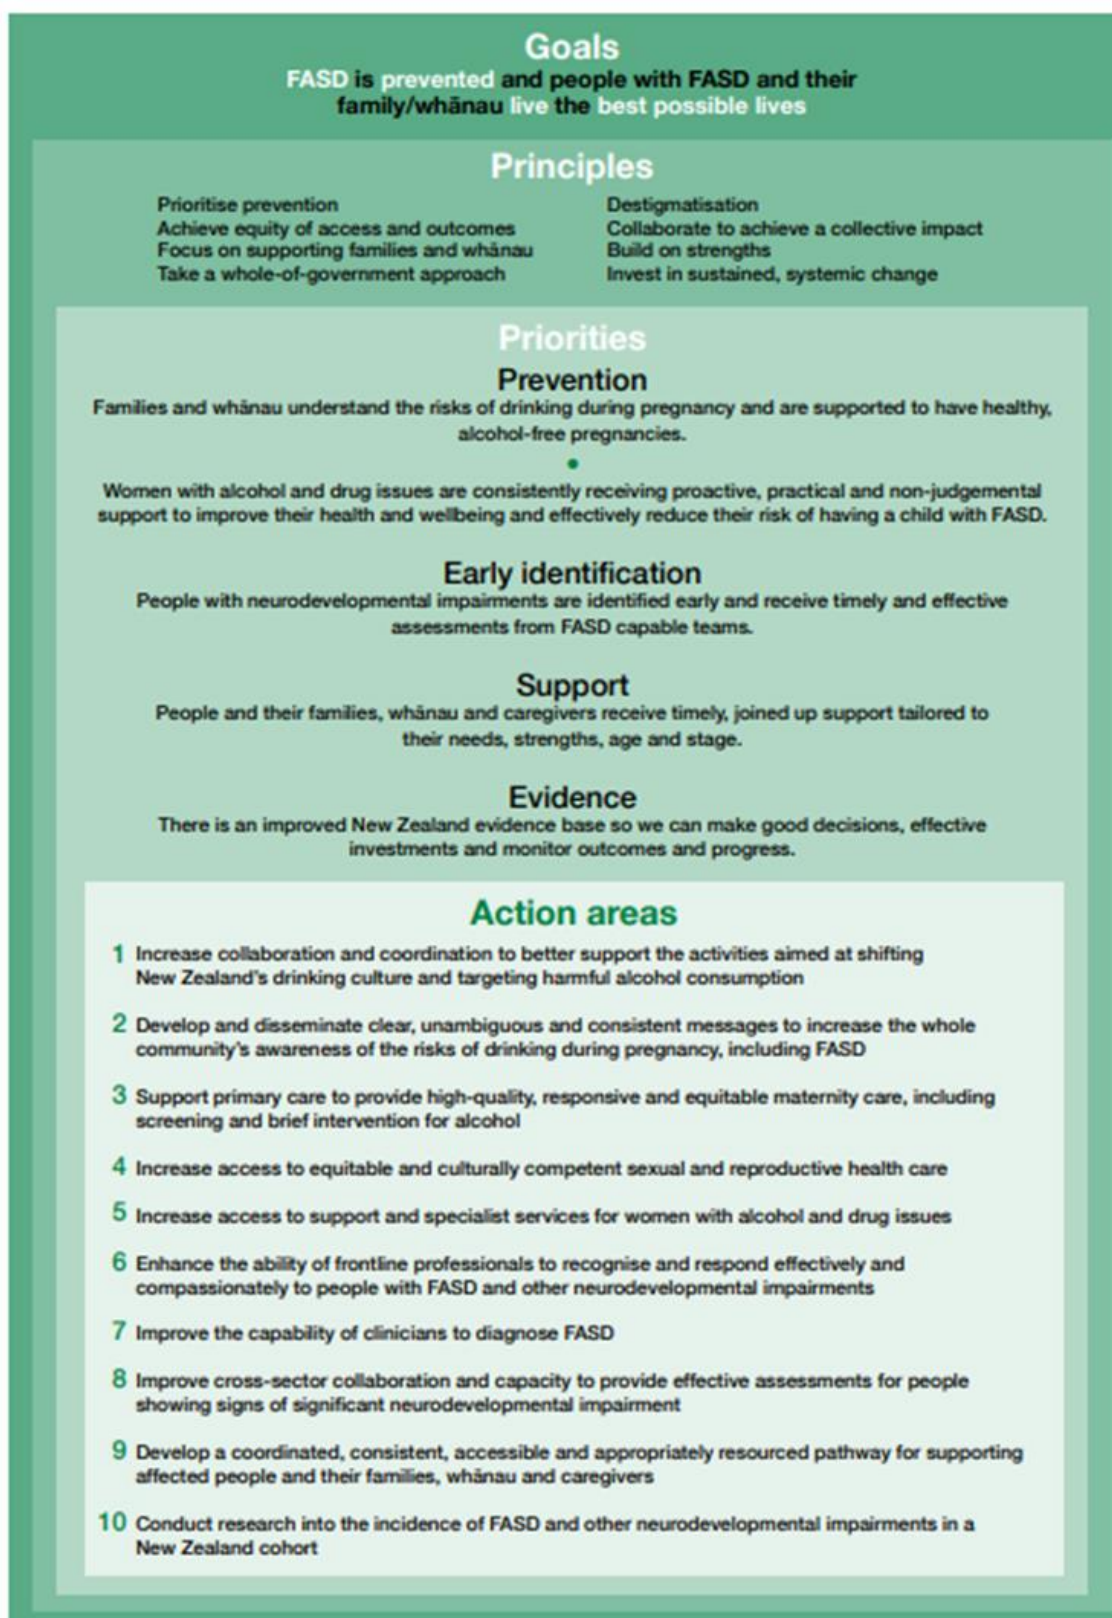 Goals
FASD is prevented and people with FASD and their
family/whānau live the best possible lives
Principles
Prioritise prevention
Achieve equity of access and outcomes
Focus on supporting families and whānau
Take a whole-of-government approach
Destigmatisation
Collaborate to achieve a collective impact
Build on strengths
Invest in sustained, systemic change
Priorities
Prevention
Families and whānau understand the risks of drinking during pregnancy and are supported to have healthy,
alcohol-free pregnancies.
•
Women with alcohol and drug issues are consistently receiving proactive, practical and non-judgemental
support to improve their health and wellbeing and effectively reduce their risk of having a child with FASD.
Early identification
People with neurodevelopmental impairments are identified early and receive timely and effective
assessments from FASD capable teams.
Support
People and their families, whānau and caregivers receive timely, joined up support tailored to
their needs, strengths, age and stage.
Evidence
There is an improved New Zealand evidence base so we can make good decisions, effective
investments and monitor outcomes and progress.
Action areas
1 Increase collaboration and coordination to better support the activities aimed at shifting
New Zealand's drinking culture and targeting harmful alcohol consumption
2 Develop and disseminate clear, unambiguous and consistent messages to increase the whole
community's awareness of the risks of drinking during pregnancy, including FASD
3 Support primary care to provide high-quality, responsive and equitable maternity care, including
screening and brief intervention for alcohol
4 Increase access to equitable and culturally competent sexual and reproductive health care
5 Increase access to support and specialist services for women with alcohol and drug issues
6 Enhance the ability of frontline professionals to recognise and respond effectively and
compassionately to people with FASD and other neurodevelopmental impairments
7 Improve the capability of clinicians to diagnose FASD
8 Improve cross-sector collaboration and capacity to provide effective assessments for people
showing signs of significant neurodevelopmental impairment
9 Develop a coordinated, consistent, accessible and appropriately resourced pathway for supporting
affected people and their families, whānau and caregivers
10 Conduct research into the incidence of FASD and other neurodevelopmental impairments in a
New Zealand cohort